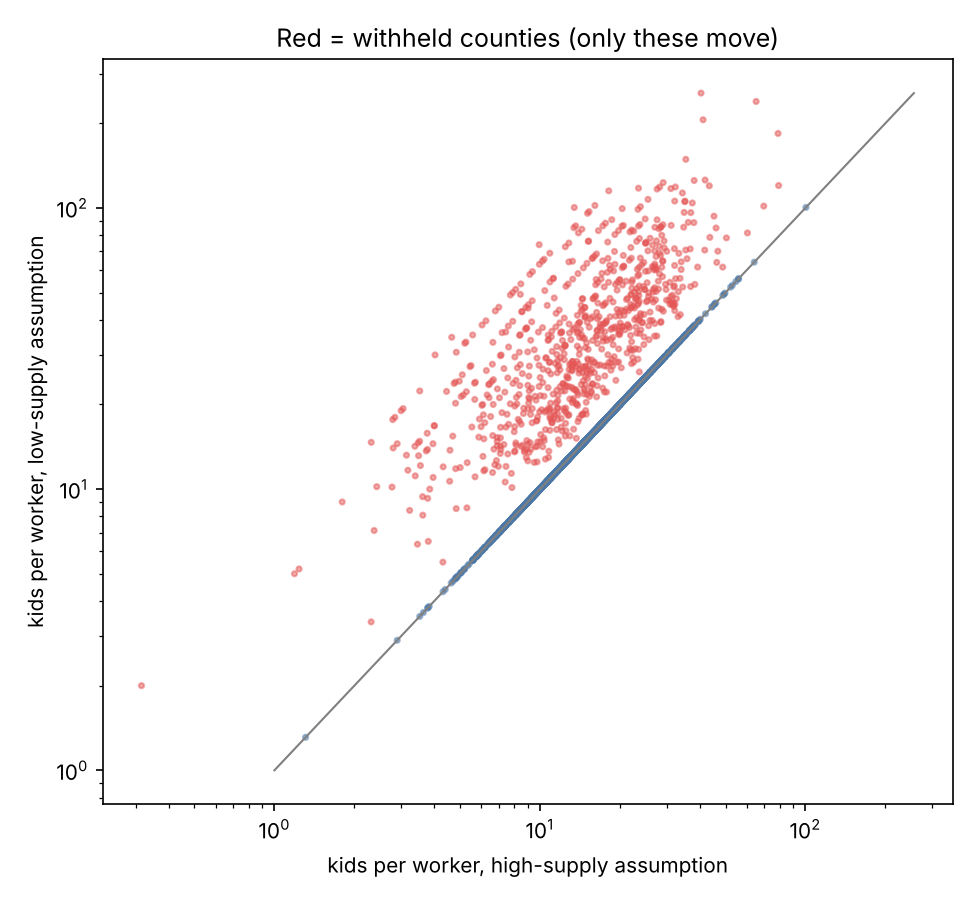 Red = withheld counties (only these move)
kids per worker, low-supply assumption
10²
10¹
10⁰
10⁰
10¹
10²
kids per worker, high-supply assumption